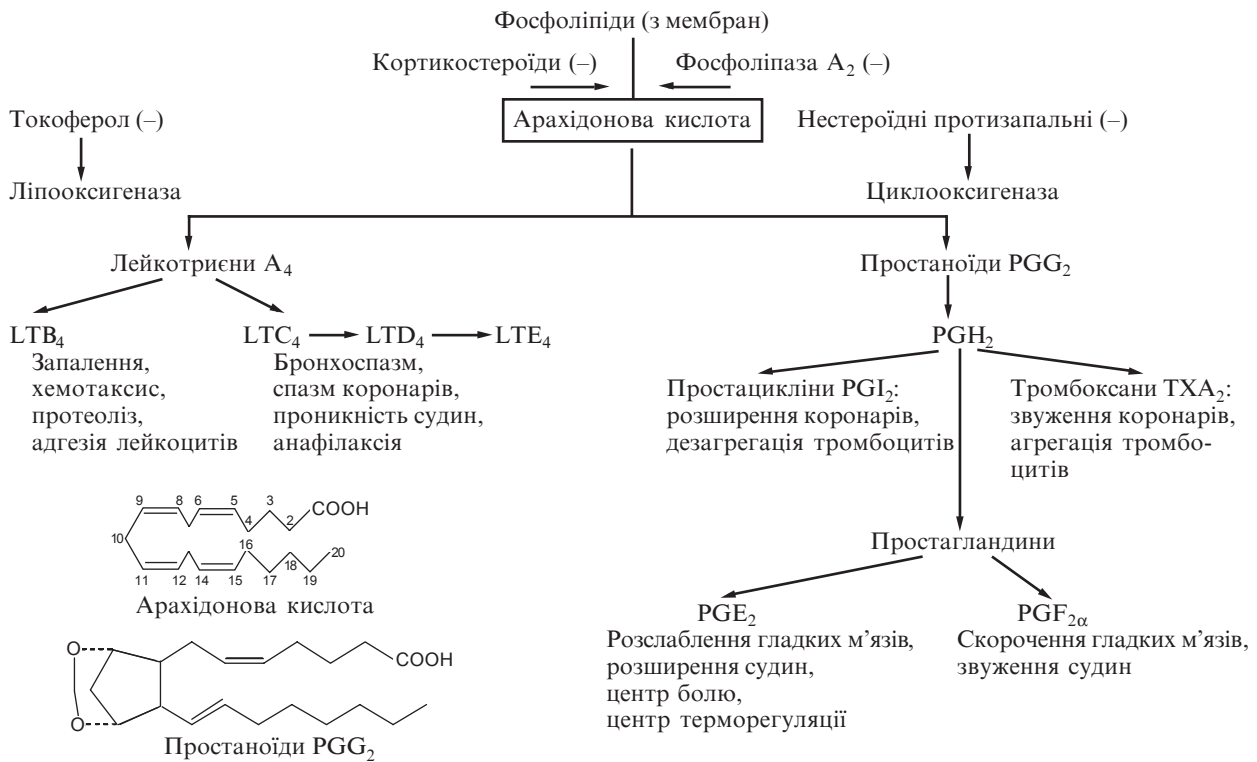 Фосфоліпіди (з мембран)
Кортикостероїди (–)
Фосфоліпаза A2 (–)
Токоферол (–)
Арахідонова кислота
Нестероїдні протизапальні (–)
Ліпооксигеназа
Циклооксигеназа
Лейкотриєни A4
Простаноїди PGG2
LTB4
LTC4
LTD4
LTE4
PGH2
Запалення,
хемотаксис,
протеоліз,
адгезія лейкоцитів
Бронхоспазм,
спазм коронарів,
проникність судин,
анафілаксія
Простацикліни PGI2:
розширення коронарів,
дезагрегація тромбоцитів
Тромбоксани TXA2:
звуження коронарів,
агрегація тромбо-
цитів
9 8 6 5 3
COOH
4 2
10
16 20
18
11 12 14 15 17 19
Арахідонова кислота
Простагландини
PGE2
Розслаблення гладких м’язів,
розширення судин,
центр болю,
центр терморегуляції
PGF2α
Скорочення гладких м’язів,
звуження судин
O
COOH
O
Простаноїди PGG2